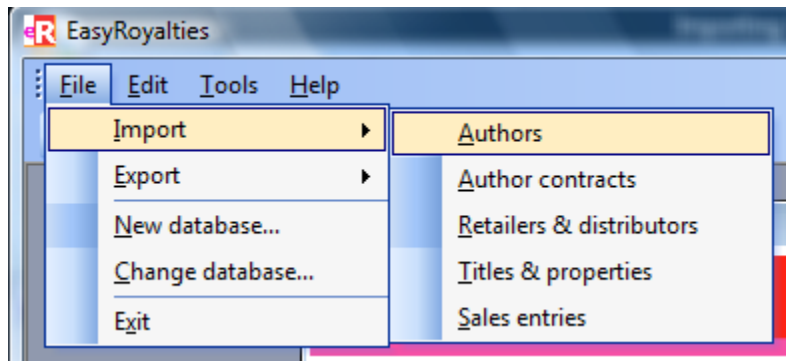 eR EasyRoyalties
File Edit Tools Help
Import
Export
New database...
Change database...
Exit
Authors
Author contracts
Retailers & distributors
Titles & properties
Sales entries